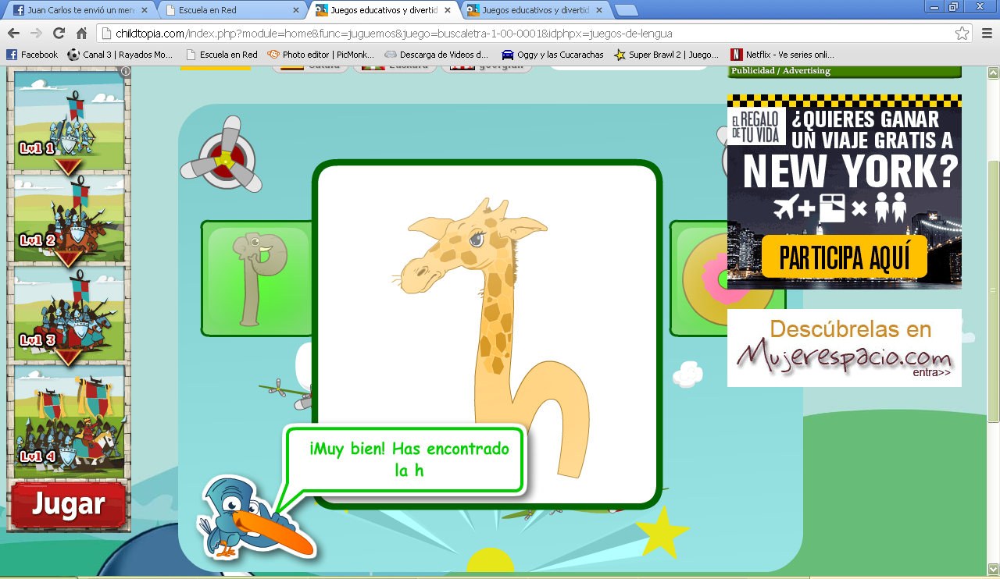 Juan Carlos te envió un men
Escuela en Red
Juegos educativos y divertid
Juegos educativos y divertid
childtopia.com/index.php?module=home&func=juguemos&juego=buscaletra-1-00-0001&idphpx=juegos-de-lengua
Facebook
Canal 3 | Rayados Mo...
Escuela en Red
Photo editor | PicMonk...
Descarga de Videos d...
Oggy y las Cucarachas
Super Brawl 2 | Juego...
Netflix - Ve series onli...
Euskara
georgian
Publicidad / Advertising
Lvl 1
Lvl 2
Lvl 3
Lvl 4
Jugar
EL REGALO
DE TU VIDA
¿QUIERES GANAR
UN VIAJE GRATIS A
NEW YORK?
PARTICIPA AQUÍ
Descúbrelas en
Mujerespacio.com
entra>>
h
¡Muy bien! Has encontrado
la h